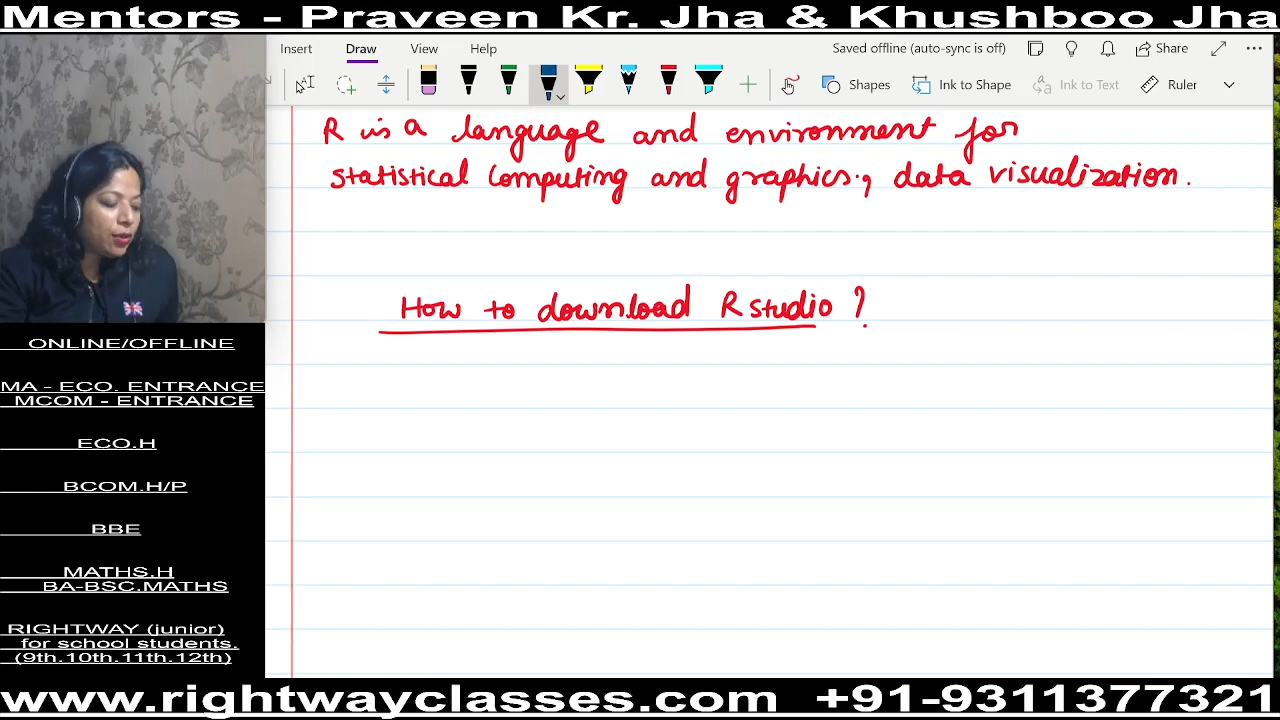 Mentors - Praveen Kr. Jha & Khushboo Jha
Insert Draw View Help Saved offline (auto-sync is off) Share
Shapes Ink to Shape Ink to Text Ruler
R is a language and environment for
statistical computing and graphics., data visualization.
How to download R studio ?
ONLINE/OFFLINE
MA - ECO. ENTRANCE
MCOM - ENTRANCE
ECO.H
BCOM.H/P
BBE
MATHS.H
BA-BSC.MATHS
RIGHTWAY (junior)
for school students.
(9th.10th.11th.12th)
www.rightwayclasses.com +91-9311377321